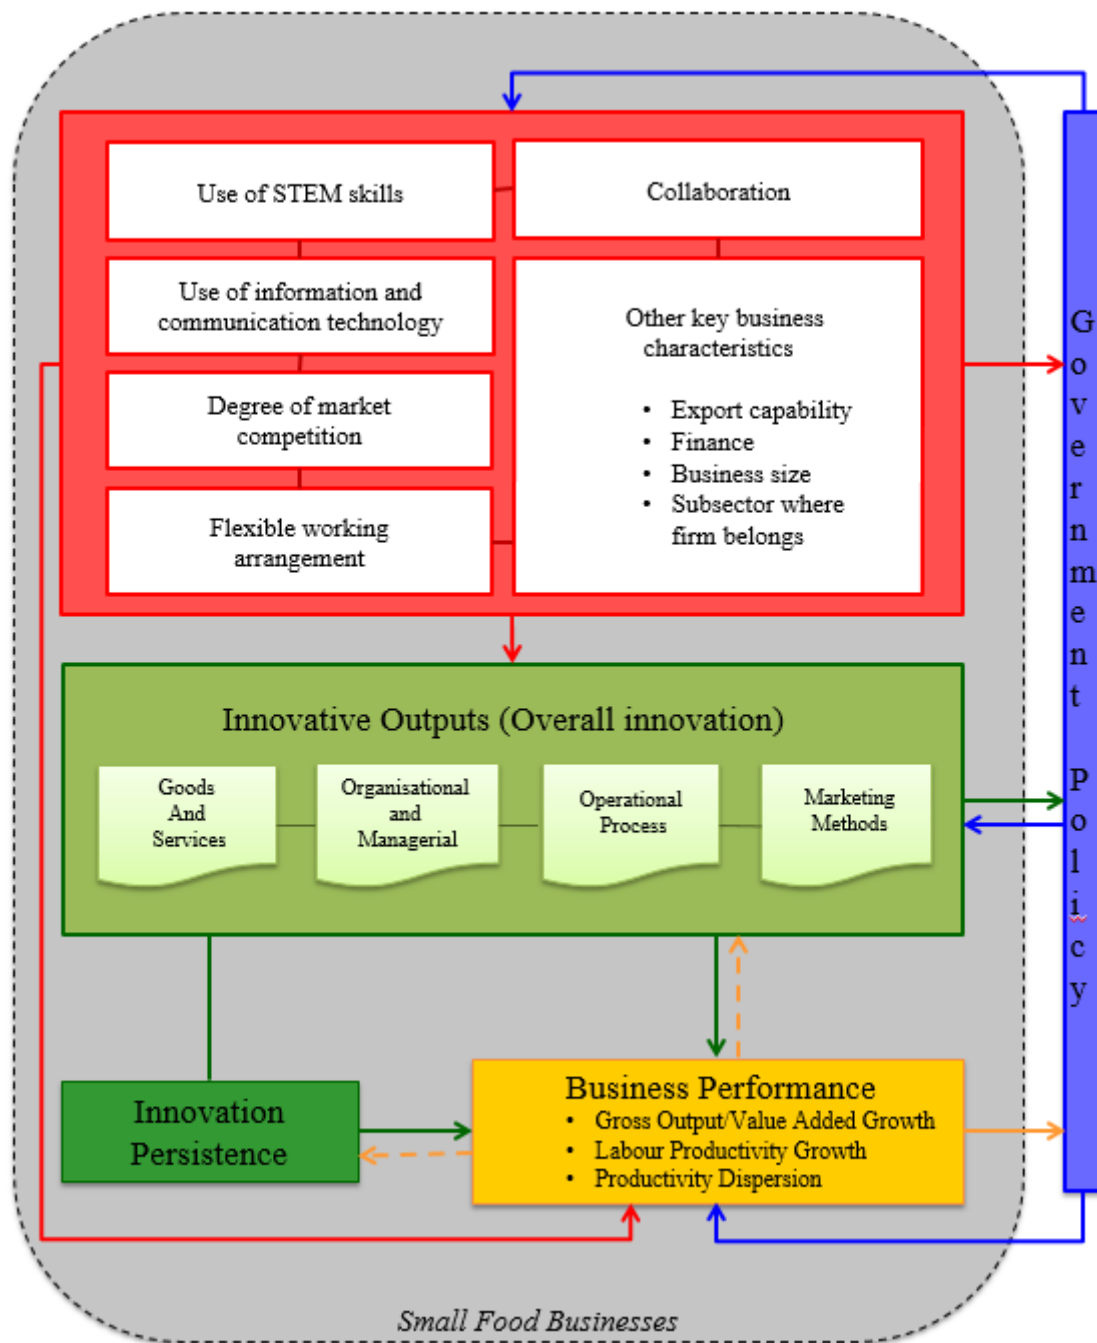 Use of STEM skills
Collaboration
Use of information and
communication technology
Other key business
characteristics
• Export capability
• Finance
• Business size
• Subsector where
firm belongs
Degree of market
competition
Flexible working
arrangement
Government Policy
Innovative Outputs (Overall innovation)
Goods
And
Services
Organisational
and
Managerial
Operational
Process
Marketing
Methods
Innovation
Persistence
Business Performance
• Gross Output/Value Added Growth
• Labour Productivity Growth
• Productivity Dispersion
Small Food Businesses